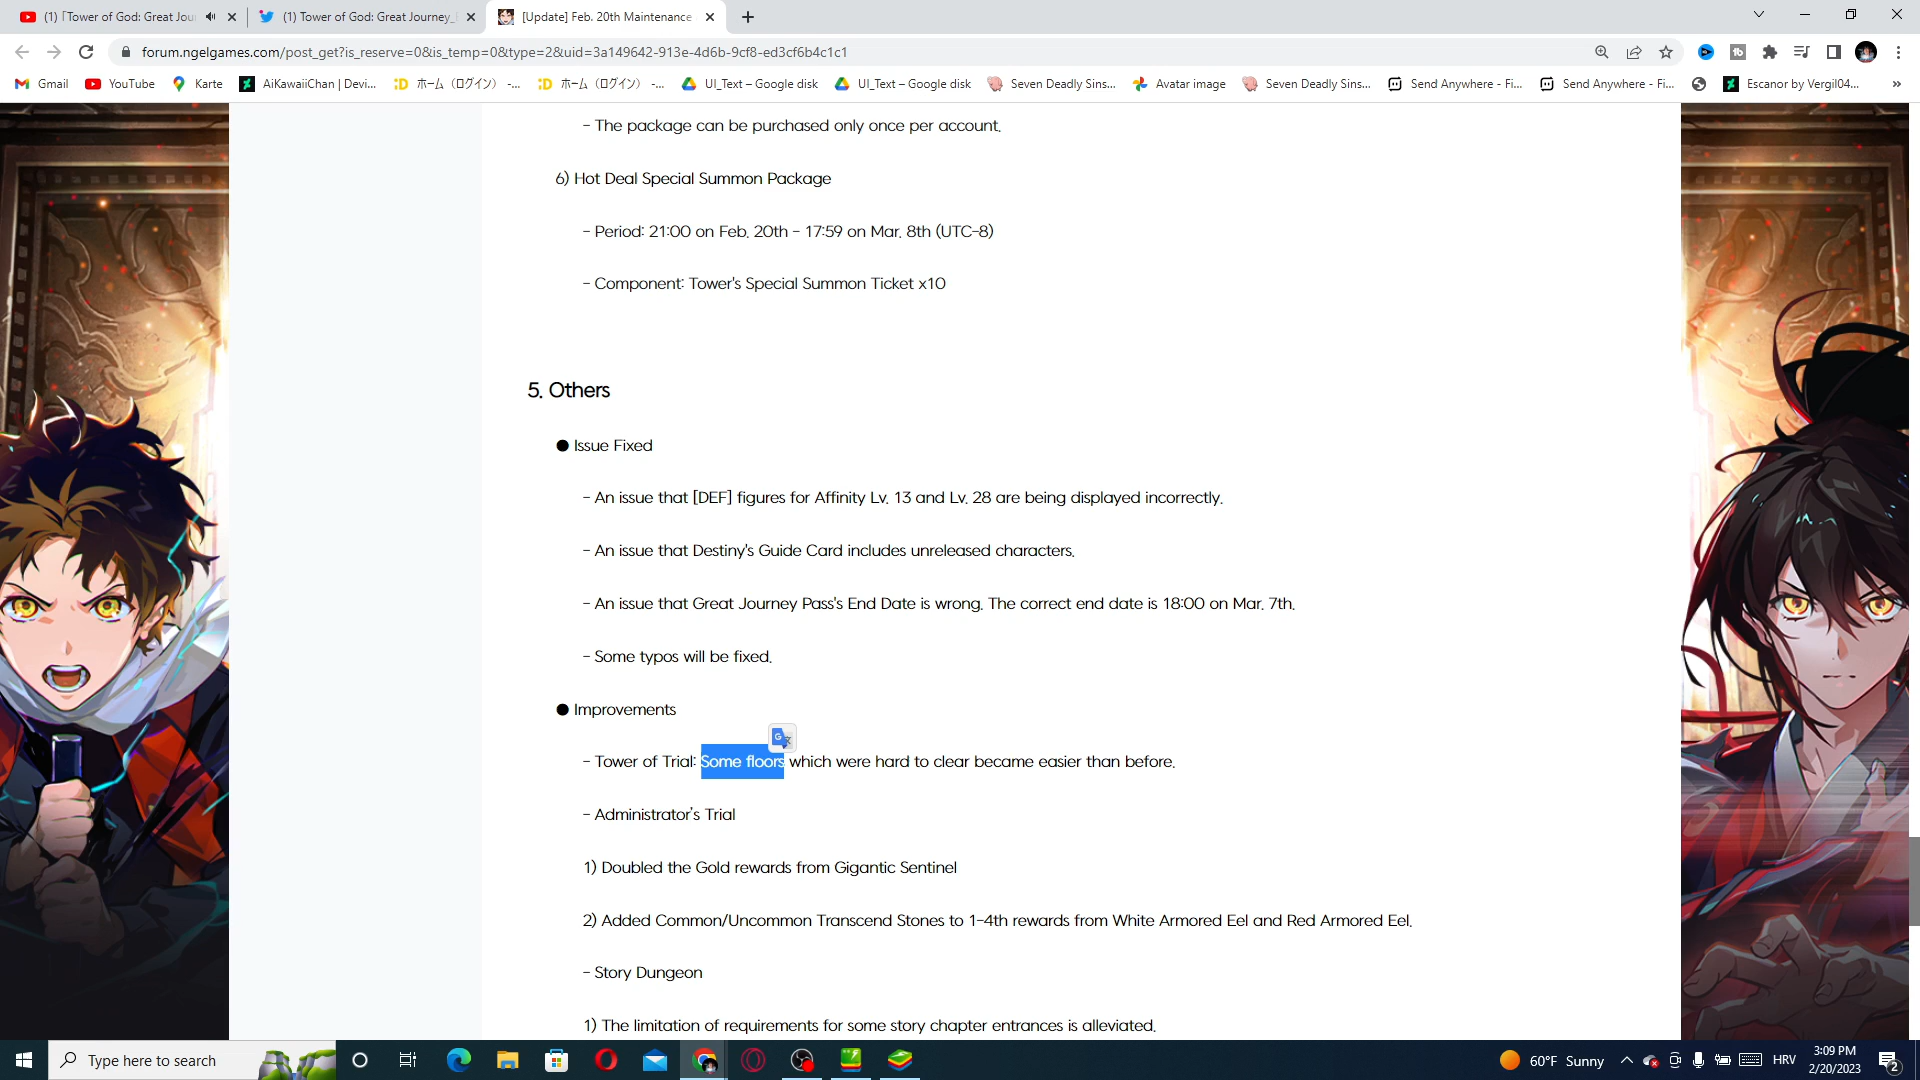 (1) 「Tower of God: Great Jou
(1) Tower of God: Great Journey_
[Update] Feb. 20th Maintenance
forum.ngelgames.com/post_get?is_reserve=0&is_temp=0&type=2&uid=3a149642-913e-4d6b-9cf8-ed3cf6b4c1c1
Gmail YouTube Karte AiKawaiiChan | Devi... ホーム（ログイン） -... ホーム（ログイン） -... UI_Text – Google disk UI_Text – Google disk Seven Deadly Sins... Avatar image Seven Deadly Sins... Send Anywhere - Fi... Send Anywhere - Fi... Escanor by Vergil04... »
- The package can be purchased only once per account.
6) Hot Deal Special Summon Package
- Period: 21:00 on Feb. 20th - 17:59 on Mar. 8th (UTC-8)
- Component: Tower's Special Summon Ticket x10
5. Others
● Issue Fixed
- An issue that [DEF] figures for Affinity Lv. 13 and Lv. 28 are being displayed incorrectly.
- An issue that Destiny's Guide Card includes unreleased characters.
- An issue that Great Journey Pass's End Date is wrong. The correct end date is 18:00 on Mar. 7th.
- Some typos will be fixed.
● Improvements
- Tower of Trial: Some floors which were hard to clear became easier than before.
- Administrator's Trial
1) Doubled the Gold rewards from Gigantic Sentinel
2) Added Common/Uncommon Transcend Stones to 1-4th rewards from White Armored Eel and Red Armored Eel.
- Story Dungeon
1) The limitation of requirements for some story chapter entrances is alleviated.
Type here to search
60°F Sunny
HRV
3:09 PM
2/20/2023
2